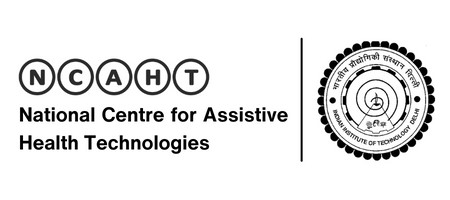 NCAHT
National Centre for Assistive
Health Technologies
भारतीय प्रौद्योगिकी संस्थान दिल्ली
INDIAN INSTITUTE OF TECHNOLOGY DELHI